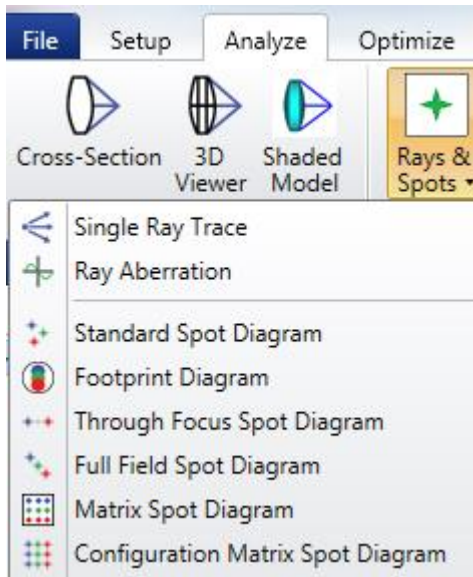 File Setup Analyze Optimize
Cross-Section 3D Viewer Shaded Model Rays & Spots
Single Ray Trace
Ray Aberration
Standard Spot Diagram
Footprint Diagram
Through Focus Spot Diagram
Full Field Spot Diagram
Matrix Spot Diagram
Configuration Matrix Spot Diagram